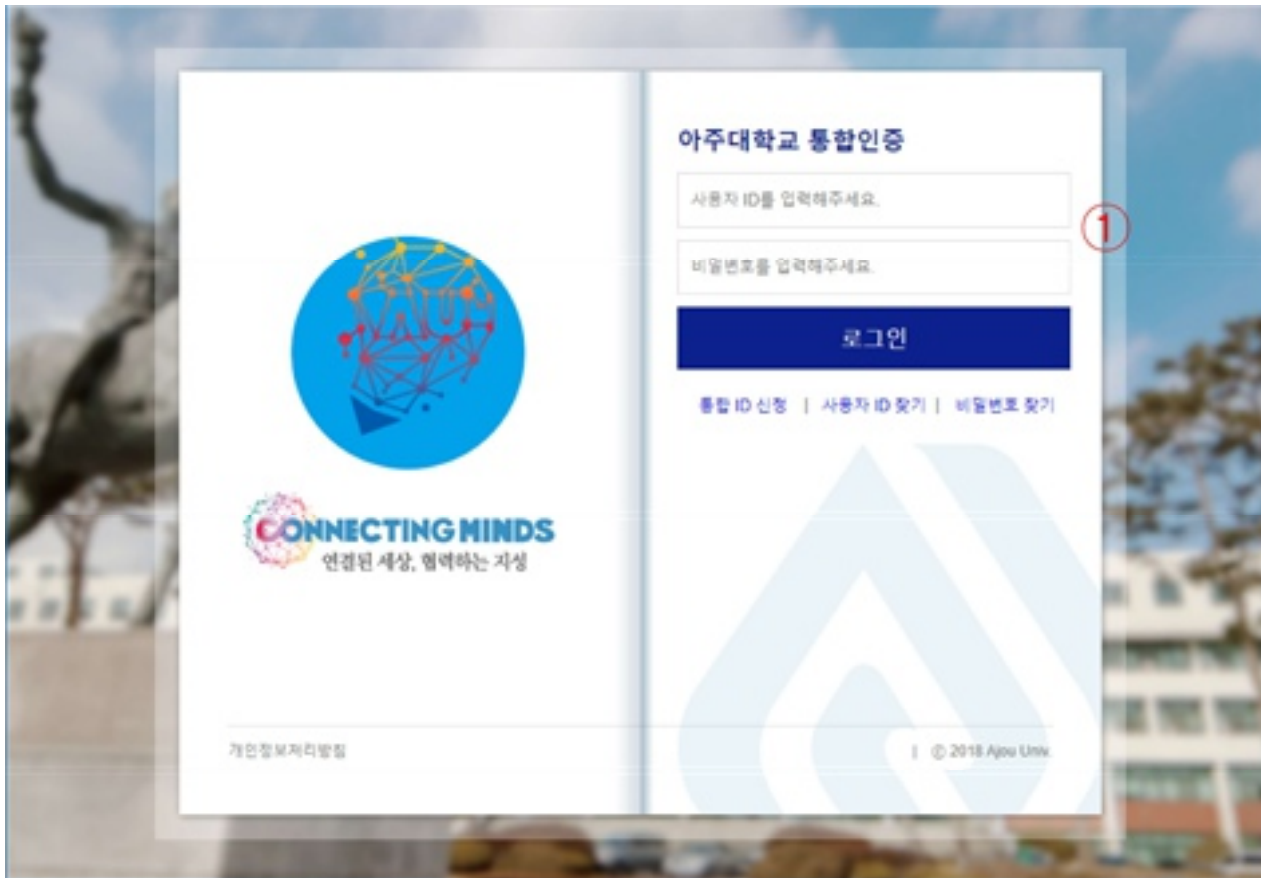 아주대학교 통합인증
사용자 ID를 입력해주세요.
①
비밀번호를 입력해주세요.
로그인
통합 ID 신청 | 사용자 ID 찾기 | 비밀번호 찾기
AJOU
CONNECTING MINDS
연결된 세상, 협력하는 지성
개인정보처리방침
| © 2018 Ajou Univ.